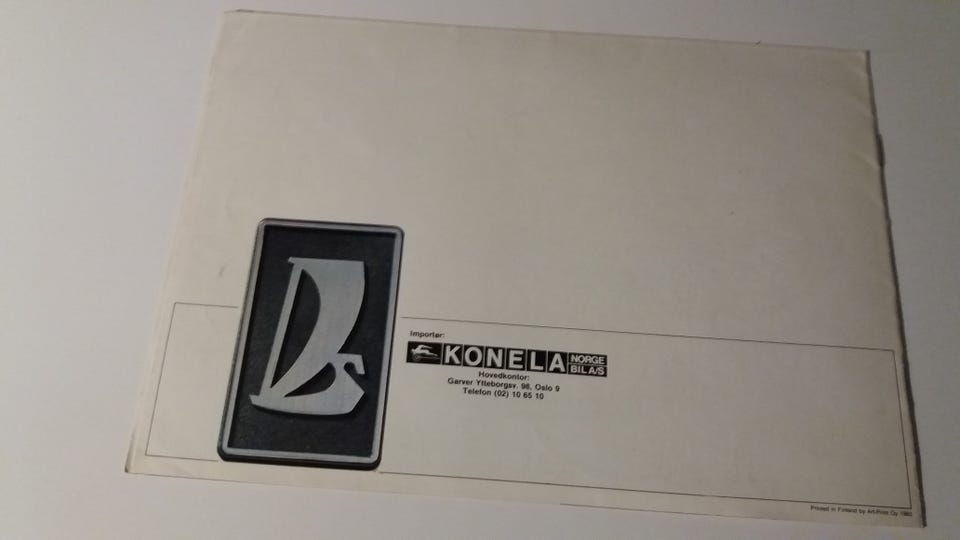 Importør:
KONELA NORGE BIL A/S
Hovedkontor:
Garver Ytteborgsv. 98, Oslo 9
Telefon (02) 10 65 10
Printed in Finland by Art-Print Oy 1980